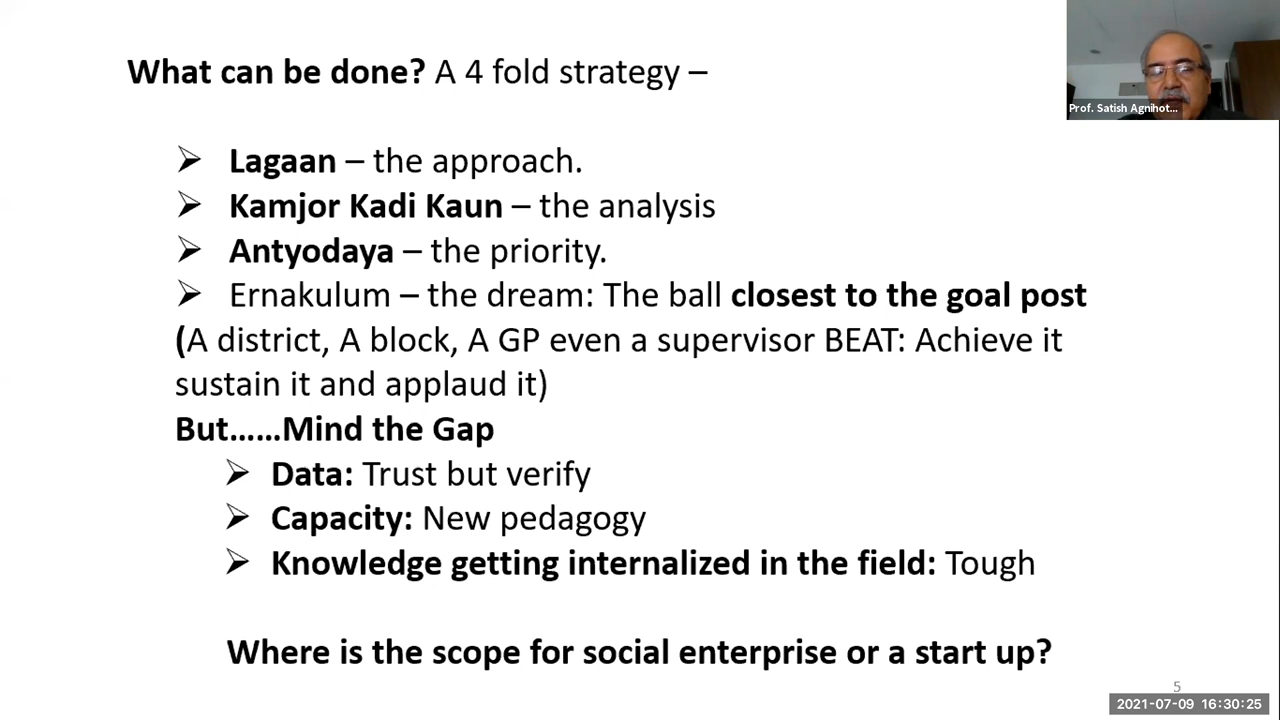 What can be done? A 4 fold strategy –
Prof. Satish Agnihot...
➢ Lagaan – the approach.
➢ Kamjor Kadi Kaun – the analysis
➢ Antyodaya – the priority.
➢ Ernakulum – the dream: The ball closest to the goal post
(A district, A block, A GP even a supervisor BEAT: Achieve it
sustain it and applaud it)
But......Mind the Gap
➢ Data: Trust but verify
➢ Capacity: New pedagogy
➢ Knowledge getting internalized in the field: Tough
Where is the scope for social enterprise or a start up?
5
2021-07-09 16:30:25